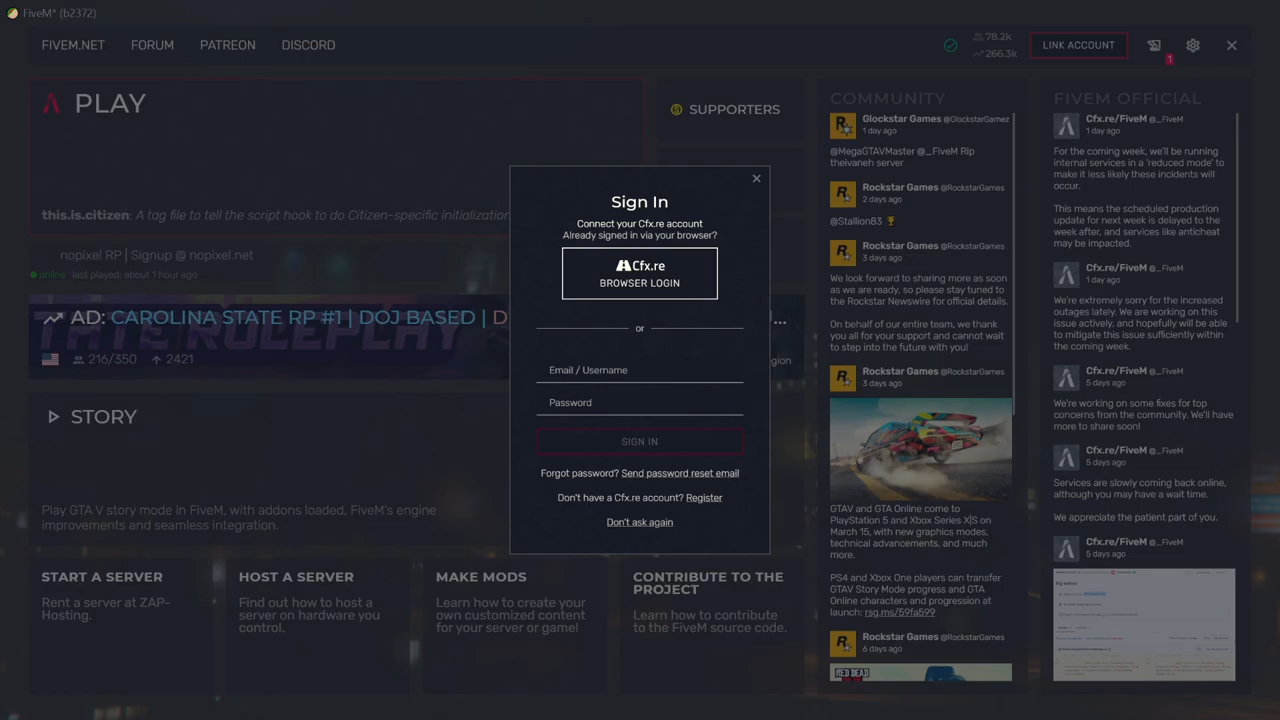 FiveM* (b2372)
FIVEM.NET
FORUM
PATREON
DISCORD
78.2k
266.3k
LINK ACCOUNT
1
PLAY
this.is.citizen: A tag file to tell the script hook to do Citizen-specific initialization
nopixel RP | Signup @ nopixel.net
online last played: about 1 hour ago
AD: CAROLINA STATE RP #1 | DOJ BASED | D
...
216/350
2421
STORY
Play GTA V story mode in FiveM, with addons loaded, FiveM's engine
improvements and seamless integration.
START A SERVER
Rent a server at ZAP-
Hosting.
HOST A SERVER
Find out how to host a
server on hardware you
control.
MAKE MODS
Learn how to create your
own customized content
for your server or game!
CONTRIBUTE TO THE
PROJECT
Learn how to contribute
to the FiveM source code.
SUPPORTERS
Sign In
Connect your Cfx.re account
Already signed in via your browser?
Cfx.re
BROWSER LOGIN
or
Email / Username
Password
SIGN IN
Forgot password? Send password reset email
Don't have a Cfx.re account? Register
Don't ask again
COMMUNITY
Glockstar Games @GlockstarGamez
1 day ago
@MegaGTAVMaster @_FiveM Rip
theivaneh server
Rockstar Games @RockstarGames
2 days ago
@Stallion83 🏆
Rockstar Games @RockstarGames
3 days ago
We look forward to sharing more as soon
as we are ready, so please stay tuned to
the Rockstar Newswire for official details.
On behalf of our entire team, we thank
you all for your support and cannot wait
to step into the future with you!
Rockstar Games @RockstarGames
3 days ago
GTAV and GTA Online come to
PlayStation 5 and Xbox Series X|S on
March 15, with new graphics modes,
technical advancements, and much
more.
PS4 and Xbox One players can transfer
GTAV Story Mode progress and GTA
Online characters and progression at
launch: rsg.ms/59fa599
Rockstar Games @RockstarGames
6 days ago
RED DEAD
FIVEM OFFICIAL
Cfx.re/FiveM @_FiveM
1 day ago
For the coming week, we'll be running
internal services in a 'reduced mode' to
make it less likely these incidents will
occur.
This means the scheduled production
update for next week is delayed to the
week after, and services like anticheat
may be impacted.
Cfx.re/FiveM @_FiveM
1 day ago
We're extremely sorry for the increased
outages lately. We are working on this
issue actively, and hopefully will be able
to mitigate this issue sufficiently within
the coming week.
Cfx.re/FiveM @_FiveM
5 days ago
We're working on some fixes for top
concerns from the community. We'll have
more to share soon!
Cfx.re/FiveM @_FiveM
5 days ago
Services are slowly coming back online,
although you may have a wait time.
We appreciate the patient part of you.
Cfx.re/FiveM @_FiveM
5 days ago